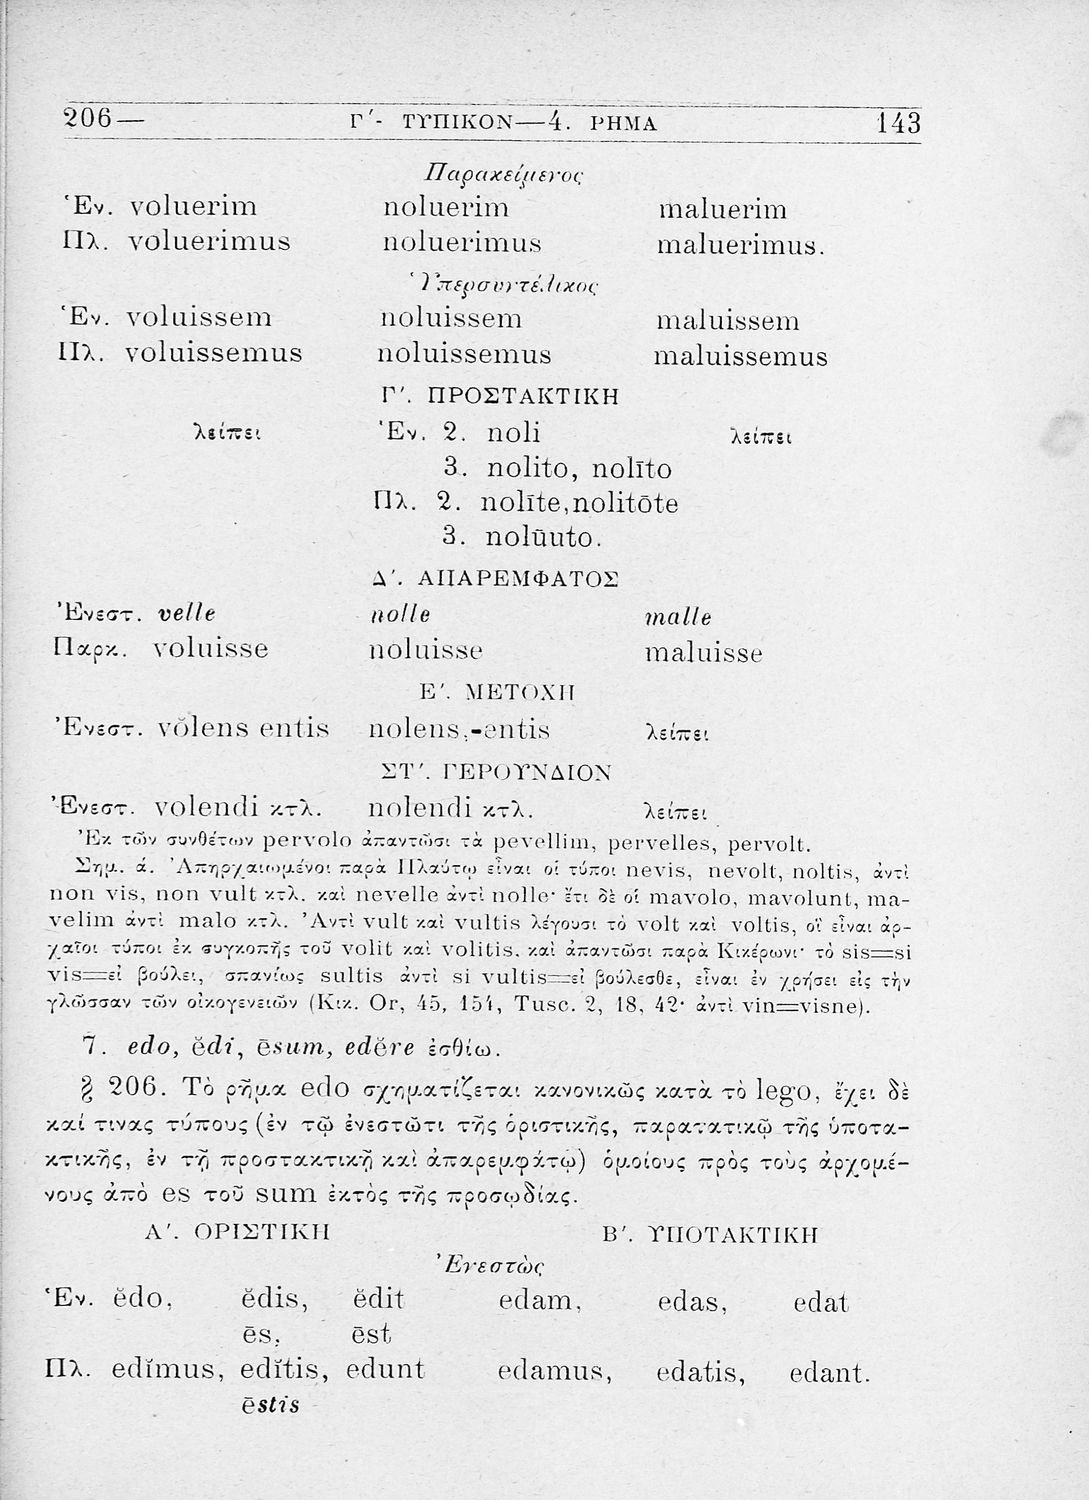 206— Γ΄- ΤΥΠΙΚΟΝ—4. ΡΗΜΑ 143
Παρακείμενος
Ἑν. voluerim noluerim maluerim
Πλ. voluerimus noluerimus maluerimus.
Ὑπερσυντέλικος
Ἑν. voluissem noluissem maluissem
Πλ. voluissemus noluissemus maluissemus
Γ΄. ΠΡΟΣΤΑΚΤΙΚΗ
λείπει Ἑν. 2. noli λείπει
3. nolito, nolīto
Πλ. 2. nolīte, nolitōte
3. nolūuto.
Δ΄. ΑΠΑΡΕΜΦΑΤΟΣ
Ἐνεστ. velle nolle malle
Παρκ. voluisse noluisse maluisse
Ε΄. ΜΕΤΟΧΗ
Ἐνεστ. vŏlens entis nolens,-entis λείπει
ΣΤ΄. ΓΕΡΟΥΝΔΙΟΝ
Ἐνεστ. volendi κτλ. nolendi κτλ. λείπει
Ἐκ τῶν συνθέτων pervolo ἀπαντῶσι τὰ pevellim, pervelles, pervolt.
Σημ. ά. Ἀπηρχαιωμένοι παρὰ Πλαύτῳ εἶναι οἱ τύποι nevis, nevolt, noltis, ἀντὶ
non vis, non vult κτλ. καὶ nevelle ἀντὶ nolle· ἔτι δὲ οἱ mavolo, mavolunt, ma-
velim ἀντὶ malo κτλ. Ἀντὶ vult καὶ vultis λέγουσι τὸ volt καὶ voltis, οἳ εἶναι ἀρ-
χαῖοι τύποι ἐκ συγκοπῆς τοῦ volit καὶ volitis. καὶ ἀπαντῶσι παρὰ Κικέρωνι· τὸ sis=si
vis=εἰ βούλει, σπανίως sultis ἀντὶ si vultis=εἰ βούλεσθε, εἶναι ἐν χρήσει εἰς τὴν
γλῶσσαν τῶν οἰκογενειῶν (Κικ. Or, 45, 154, Tusc. 2, 18, 42· ἀντὶ vin=visne).
7. edo, ĕdi, ēsum, edĕre ἐσθίω.
§ 206. Τὸ ρῆμα edo σχηματίζεται κανονικῶς κατὰ τὸ lego, ἔχει δὲ
καί τινας τύπους (ἐν τῷ ἐνεστῶτι τῆς ὁριστικῆς, παρατατικῷ τῆς ὑποτα-
κτικῆς, ἐν τῇ προστακτικῇ καὶ ἀπαρεμφάτῳ) ὁμοίους πρὸς τοὺς ἀρχομέ-
νους ἀπὸ es τοῦ sum ἐκτὸς τῆς προσῳδίας.
Α΄. ΟΡΙΣΤΙΚΗ Β΄. ΥΠΟΤΑΚΤΙΚΗ
Ἐνεστὼς
Ἑν. ĕdo, ĕdis, ĕdit edam, edas, edat
ēs, ēst
Πλ. edĭmus, edĭtis, edunt edamus, edatis, edant.
ēstis